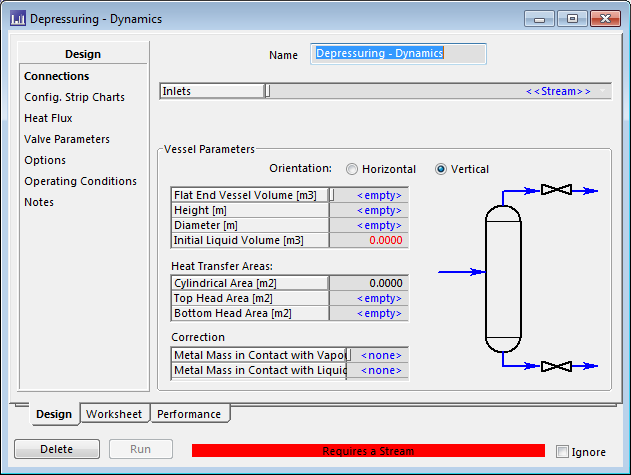 Depressuring - Dynamics
Design
Connections
Config. Strip Charts
Heat Flux
Valve Parameters
Options
Operating Conditions
Notes
Name Depressuring - Dynamics
Inlets <<Stream>>
Vessel Parameters
Orientation: Horizontal Vertical
Flat End Vessel Volume [m3] <empty>
Height [m] <empty>
Diameter [m] <empty>
Initial Liquid Volume [m3] 0.0000
Heat Transfer Areas:
Cylindrical Area [m2] 0.0000
Top Head Area [m2] <empty>
Bottom Head Area [m2] <empty>
Correction
Metal Mass in Contact with Vapo <none>
Metal Mass in Contact with Liquid <none>
Design Worksheet Performance
Delete Run Requires a Stream Ignore